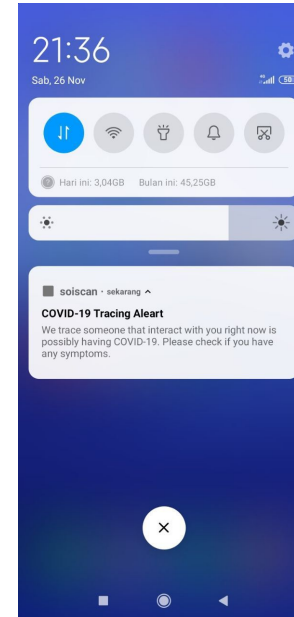 21:36
Sab, 26 Nov
4G
50
Hari ini: 3,04GB Bulan ini: 45,25GB
soiscan · sekarang
COVID-19 Tracing Aleart
We trace someone that interact with you right now is
possibly having COVID-19. Please check if you have
any symptoms.